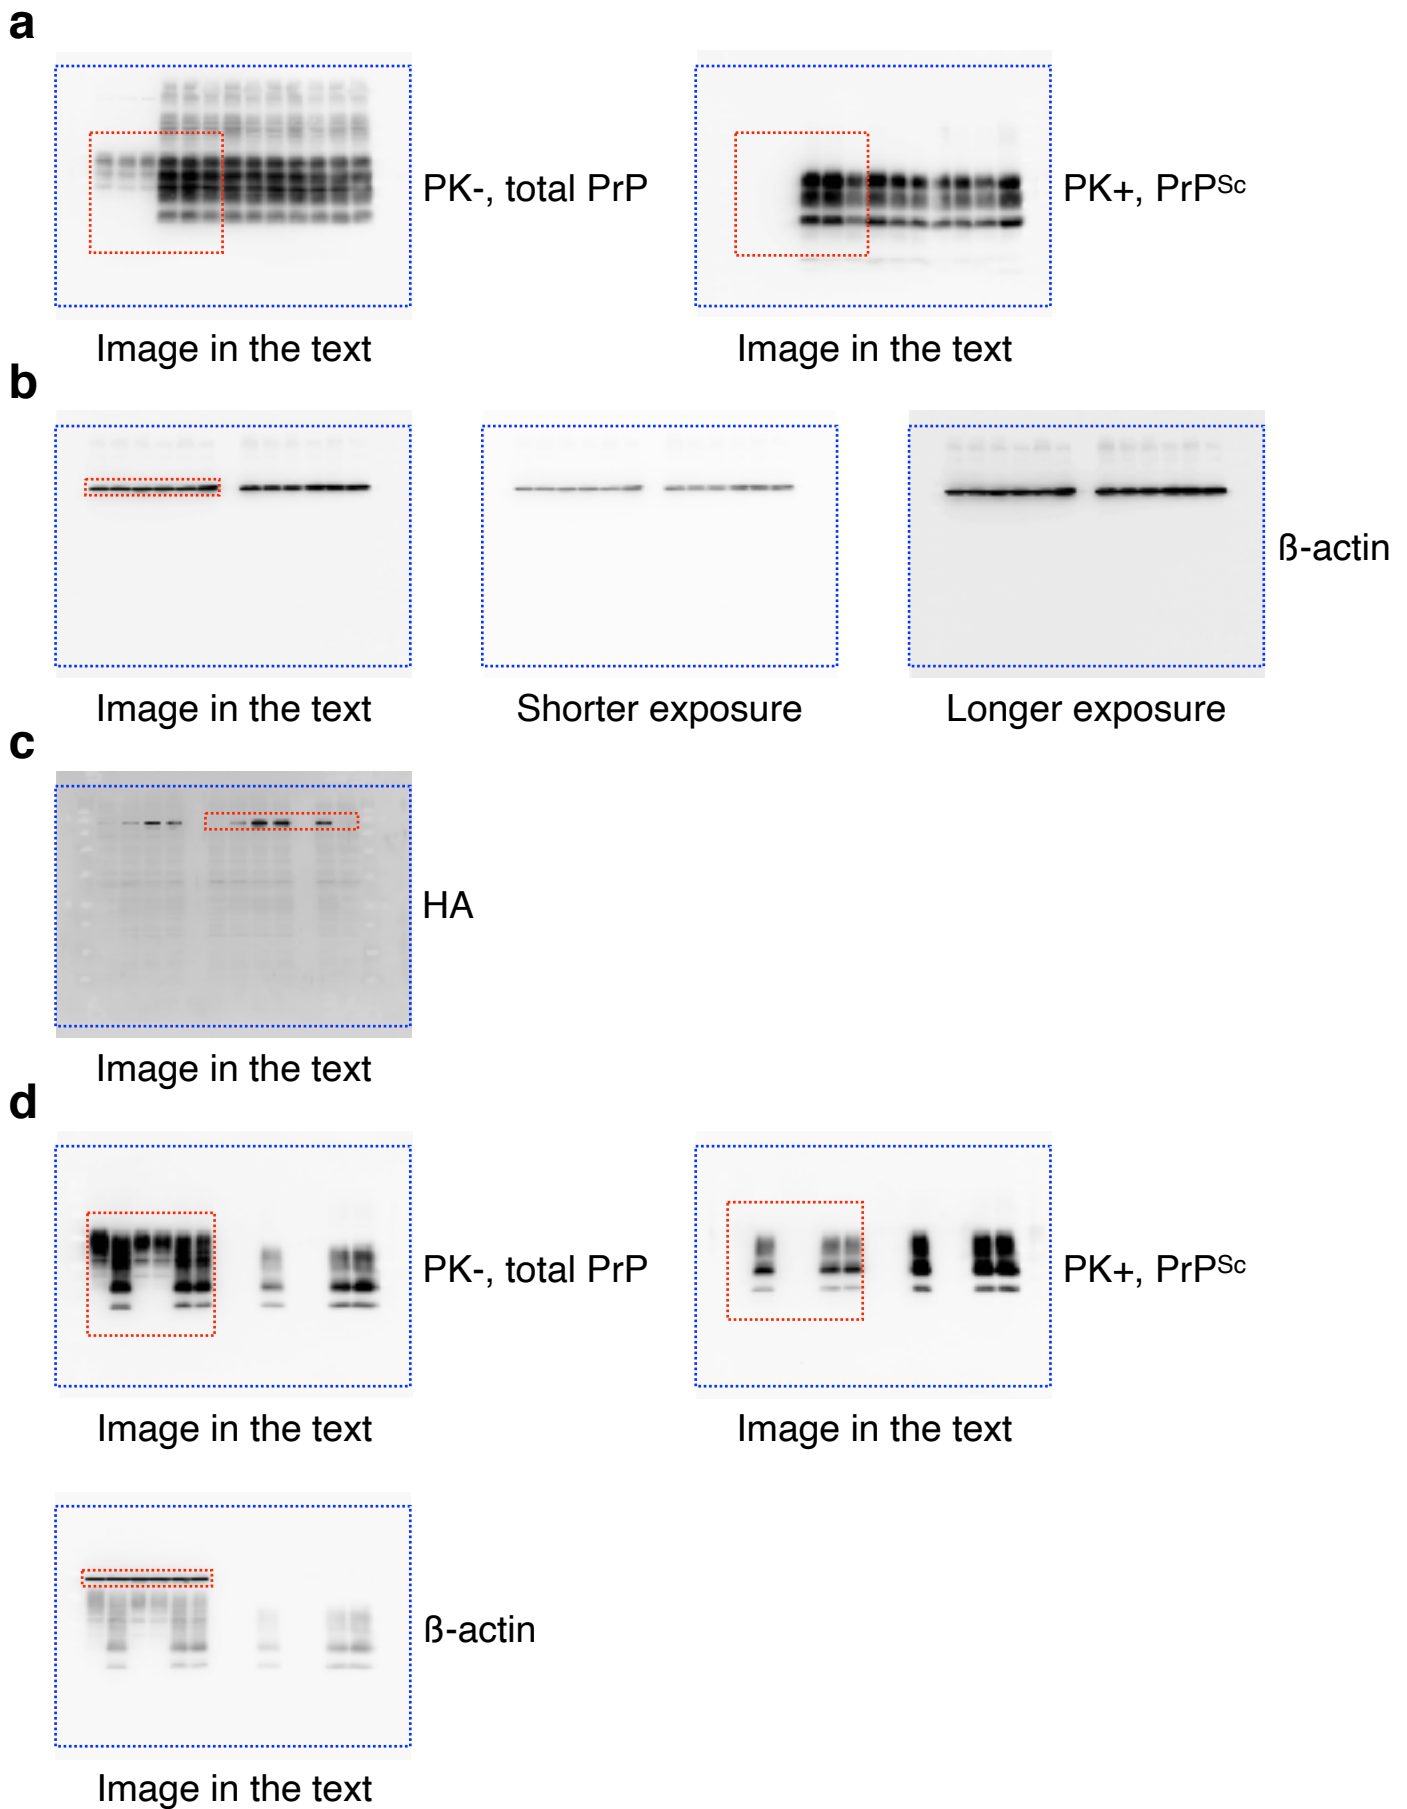 a
PK-, total PrP
PK+, PrPSc
Image in the text
Image in the text
b
ß-actin
Image in the text
Shorter exposure
Longer exposure
c
HA
Image in the text
d
PK-, total PrP
PK+, PrPSc
Image in the text
Image in the text
ß-actin
Image in the text